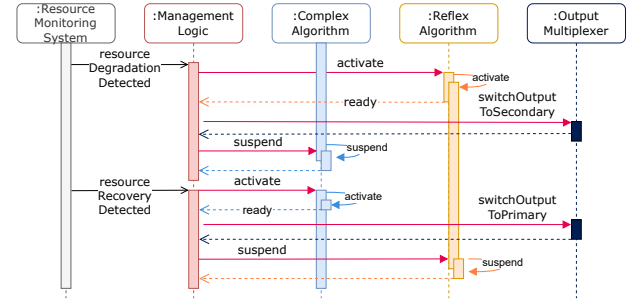 :Resource
Monitoring
System
:Management
Logic
:Complex
Algorithm
:Reflex
Algorithm
:Output
Multiplexer
resource
Degradation
Detected
activate
activate
ready
switchOutput
ToSecondary
suspend
suspend
resource
Recovery
Detected
activate
activate
ready
switchOutput
ToPrimary
suspend
suspend